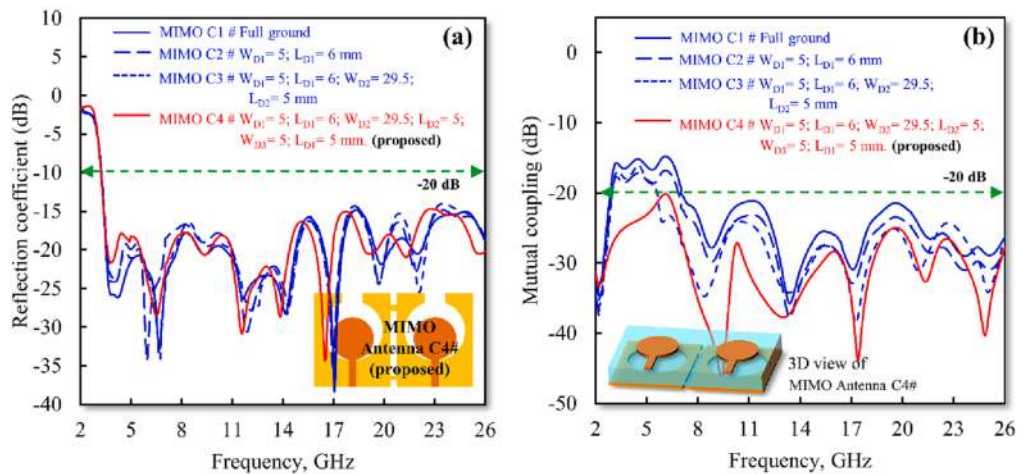 (a)
MIMO C1 # Full ground
MIMO C2 # W_D1= 5; L_D1= 6 mm
MIMO C3 # W_D1= 5; L_D1= 6; W_D2= 29.5;
L_D2= 5 mm
MIMO C4 # W_D1= 5; L_D1= 6; W_D2= 29.5; L_D2= 5;
W_D3= 5; L_D1= 5 mm. (proposed)
-20 dB
MIMO
Antenna C4#
(proposed)
Reflection coefficient (dB)
15
10
5
0
-5
-10
-15
-20
-25
-30
-35
-40
2 5 8 11 14 17 20 23 26
Frequency, GHz
(b)
MIMO C1 # Full ground
MIMO C2 # W_D1= 5; L_D1= 6 mm
MIMO C3 # W_D1= 5; L_D1= 6; W_D2= 29.5;
L_D2= 5 mm
MIMO C4 # W_D1= 5; L_D1= 6; W_D2= 29.5; L_D2= 5;
W_D3= 5; L_D1= 5 mm. (proposed)
-20 dB
3D view of
MIMO Antenna C4#
Mutual coupling (dB)
0
-10
-20
-30
-40
-50
2 5 8 11 14 17 20 23 26
Frequency, GHz